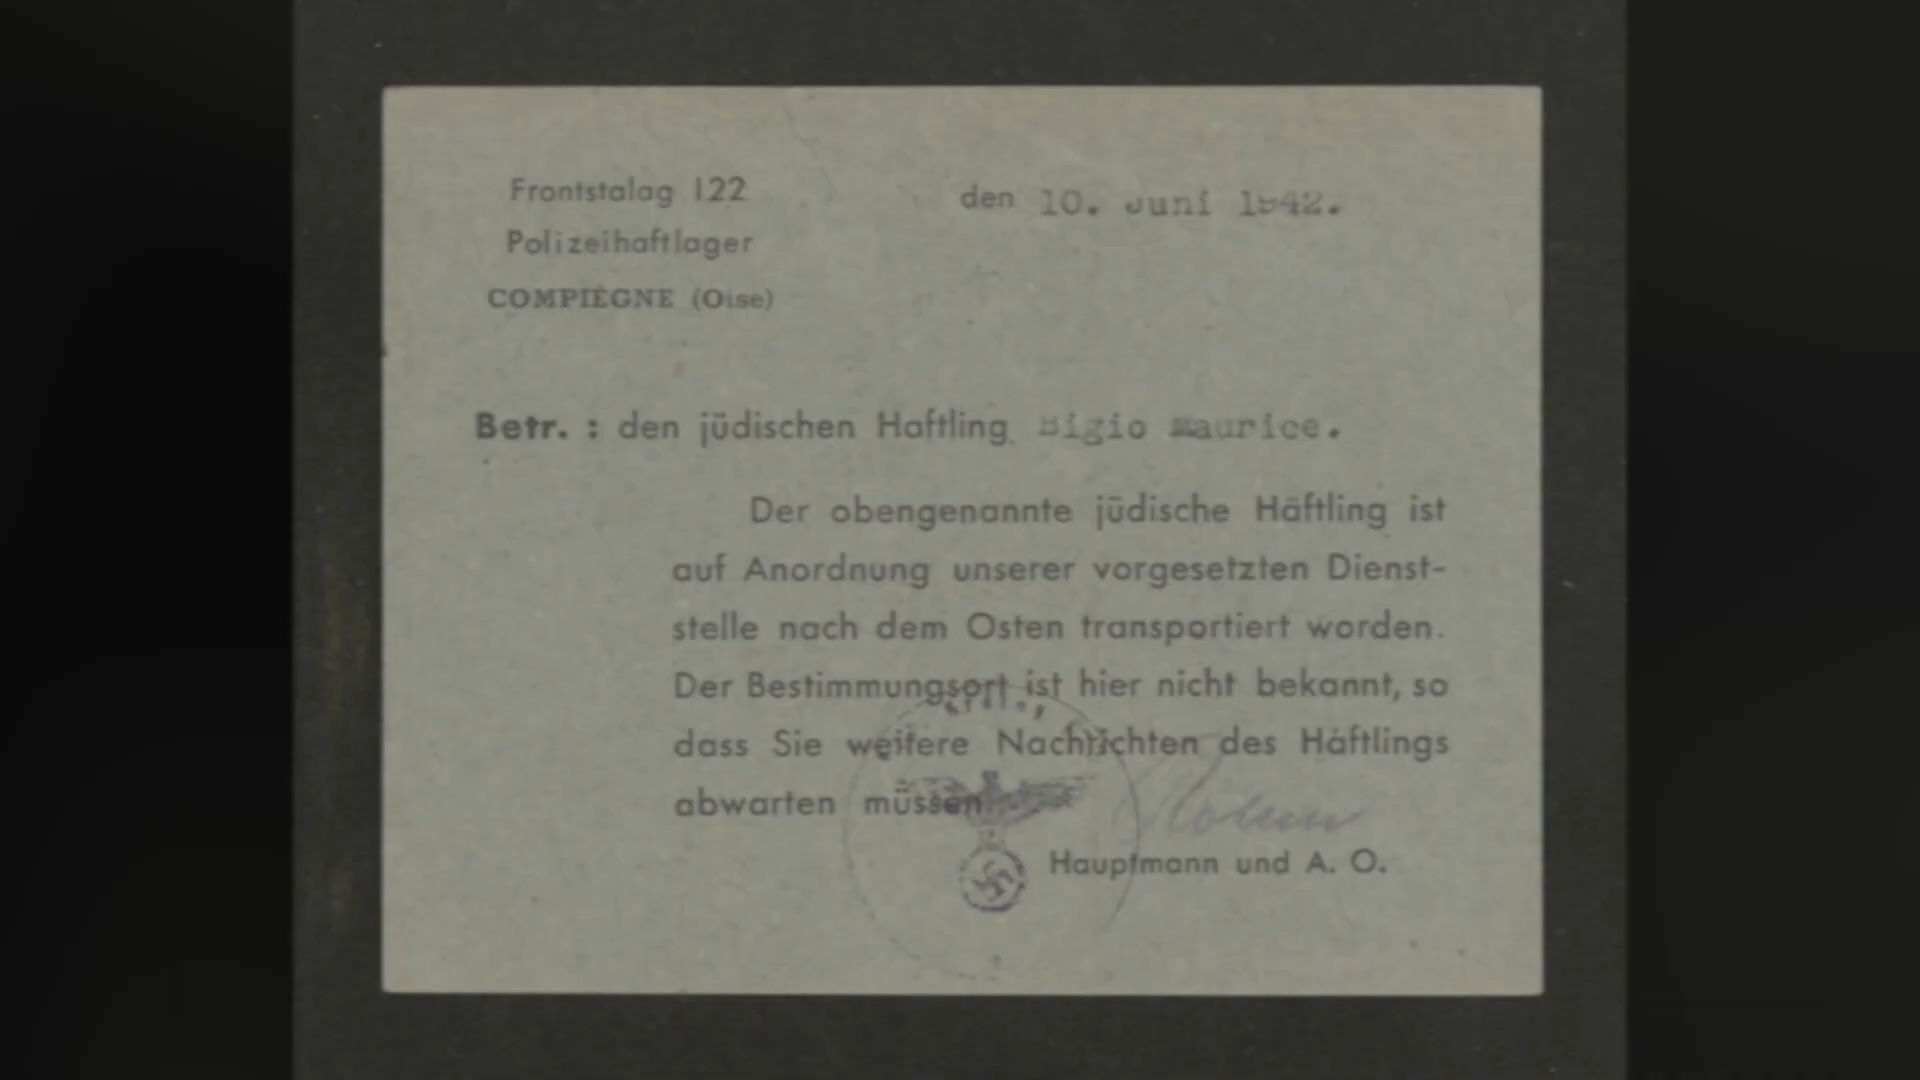 Frontstalag 122
den 10. Juni 1942.
Polizeihaftlager
COMPIÈGNE (Oise)
Betr. : den jüdischen Haftling Bigio Maurice.
Der obengenannte jüdische Häftling ist
auf Anordnung unserer vorgesetzten Dienst-
stelle nach dem Osten transportiert worden.
Der Bestimmungsort ist hier nicht bekannt, so
dass Sie weitere Nachrichten des Häftlings
abwarten müssen.
Hauptmann und A. O.